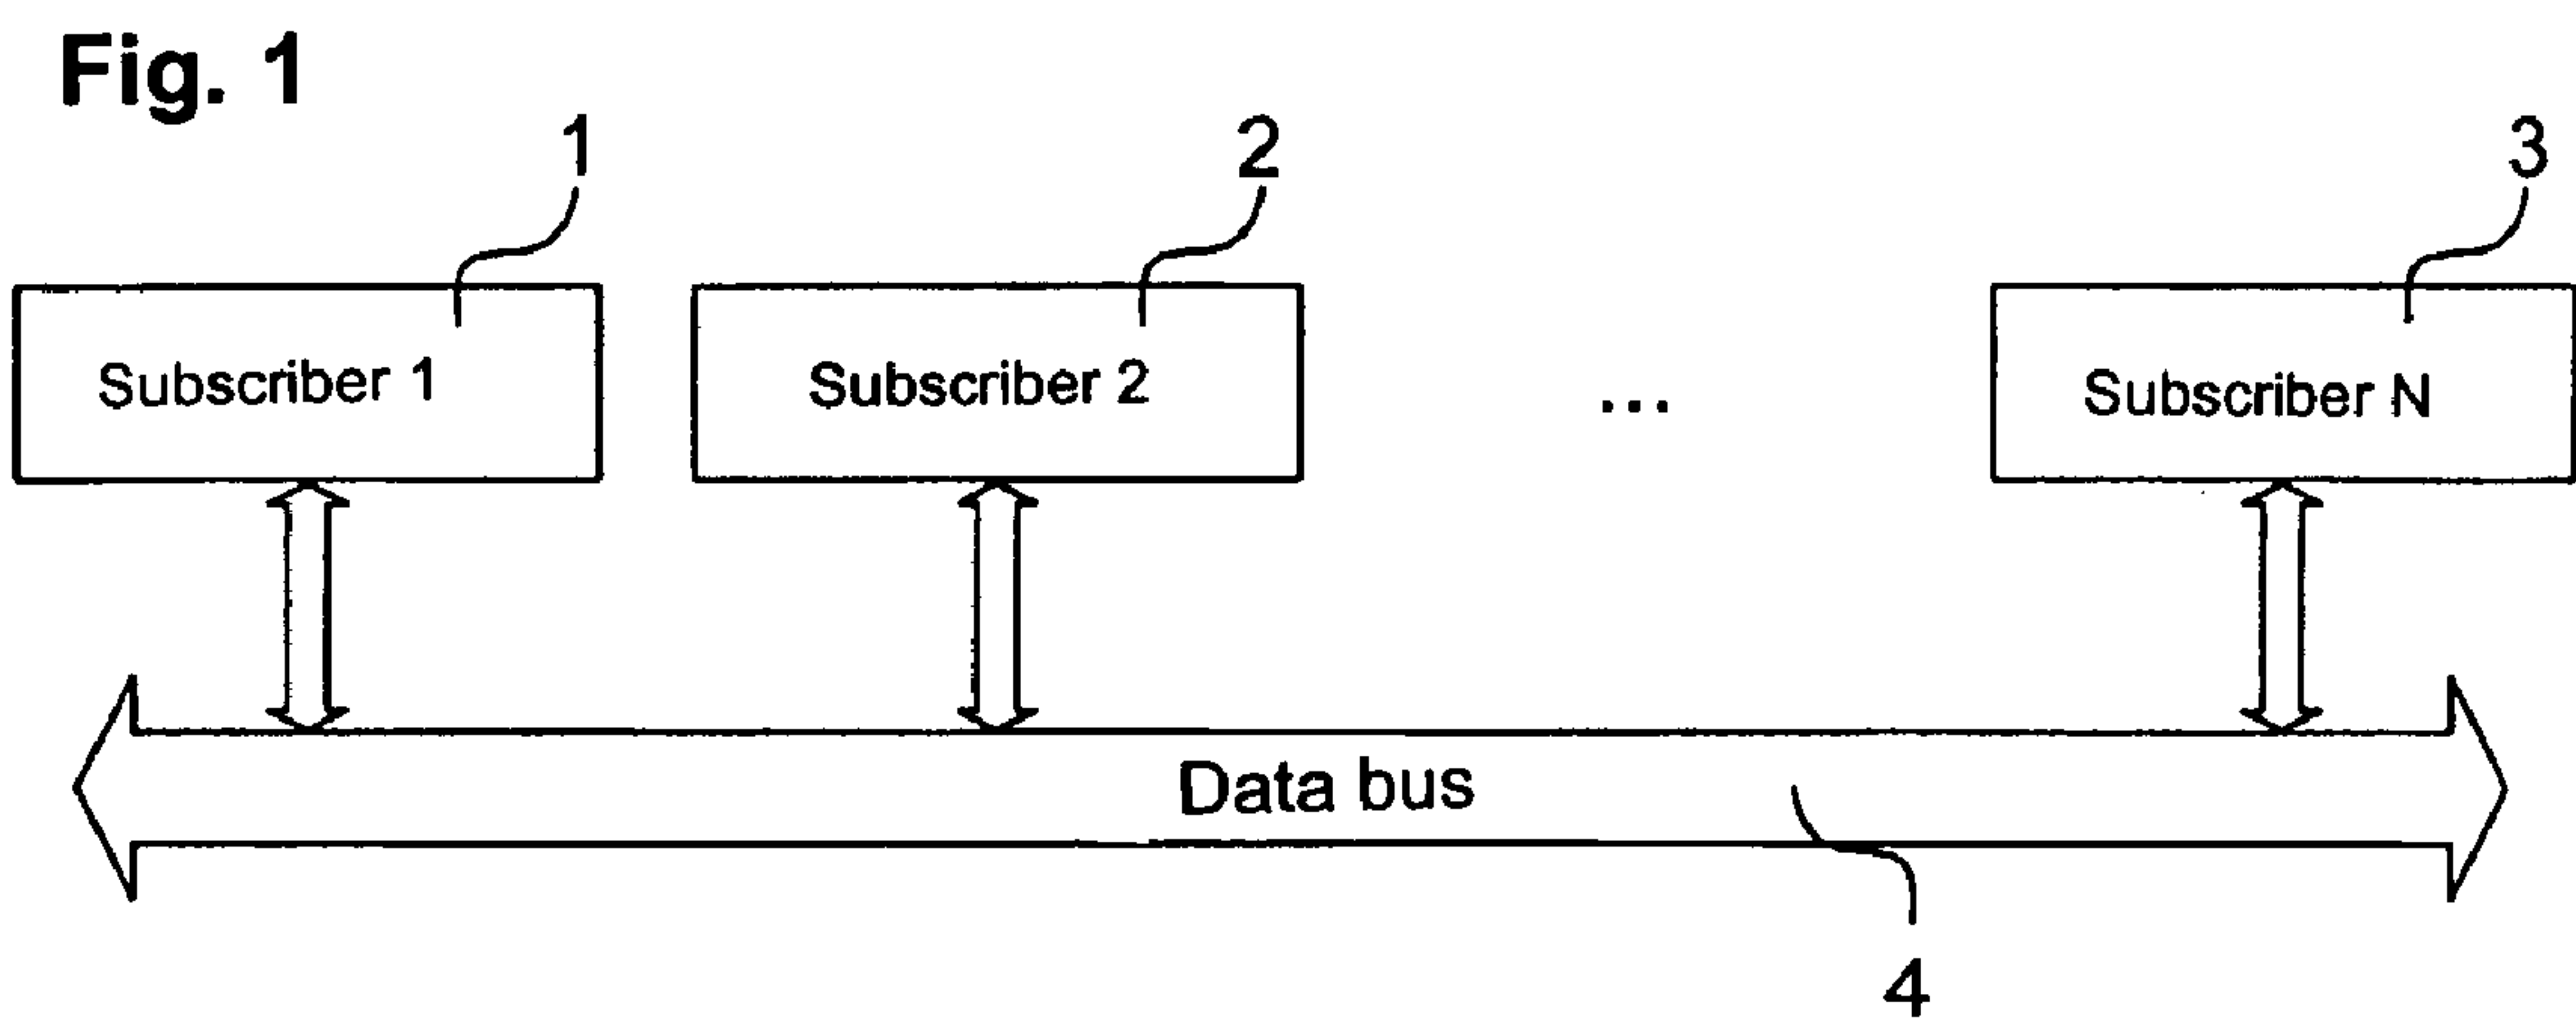 Fig. 1
1 2 3
Subscriber 1 Subscriber 2 ... Subscriber N
Data bus
4